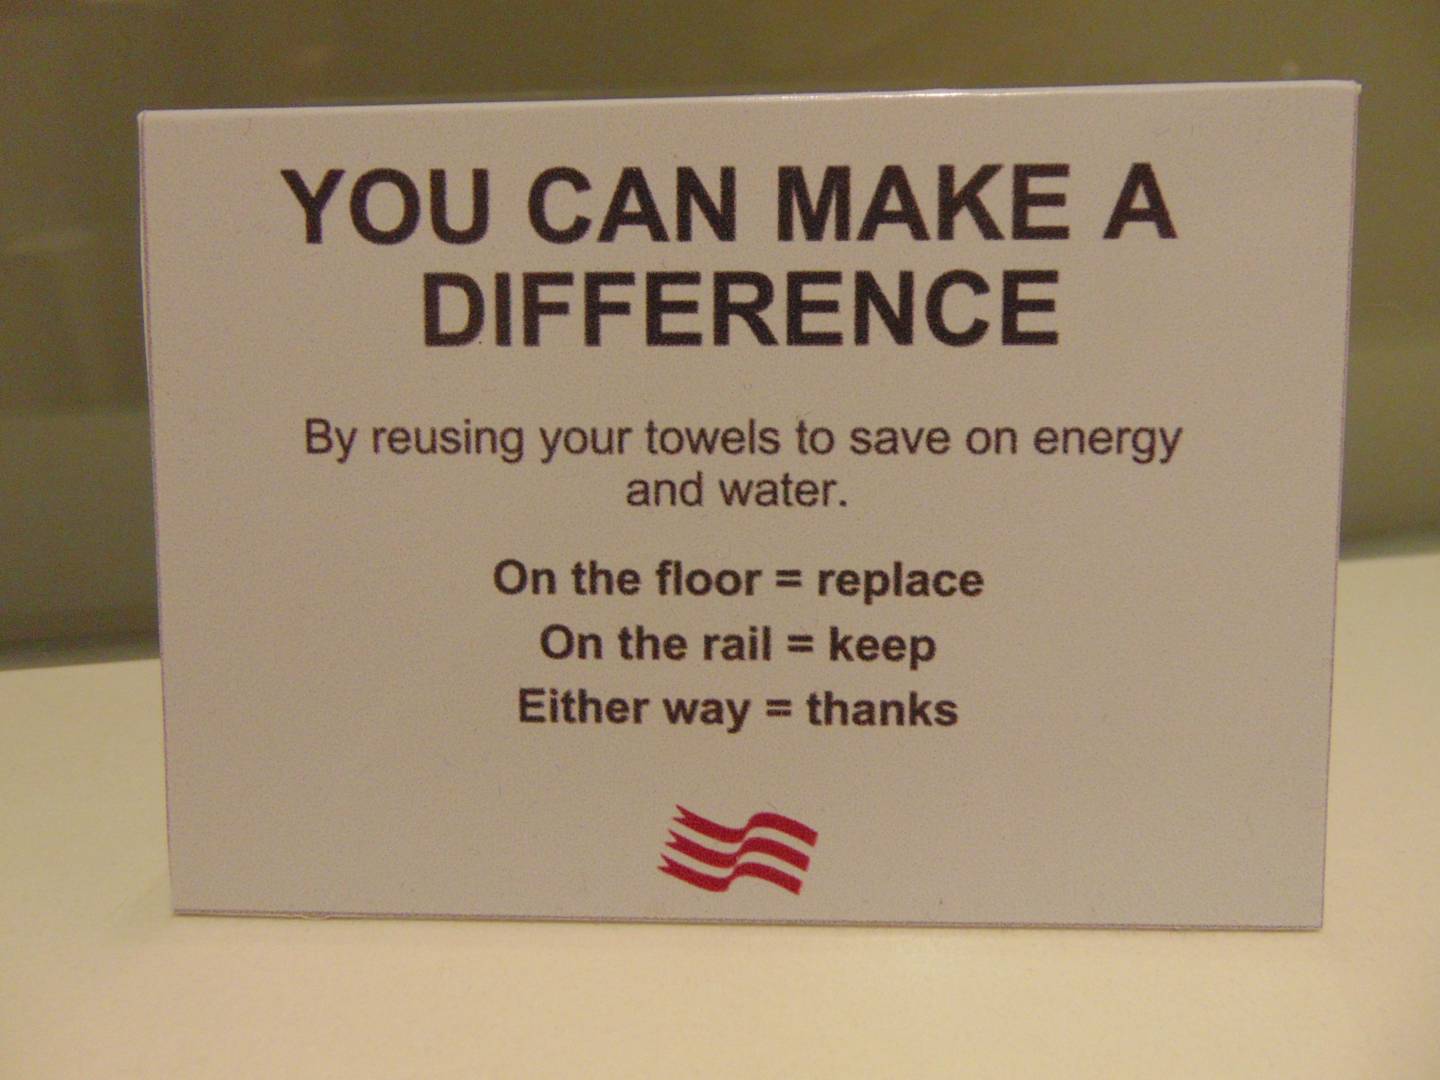 YOU CAN MAKE A
DIFFERENCE
By reusing your towels to save on energy
and water.
On the floor = replace
On the rail = keep
Either way = thanks